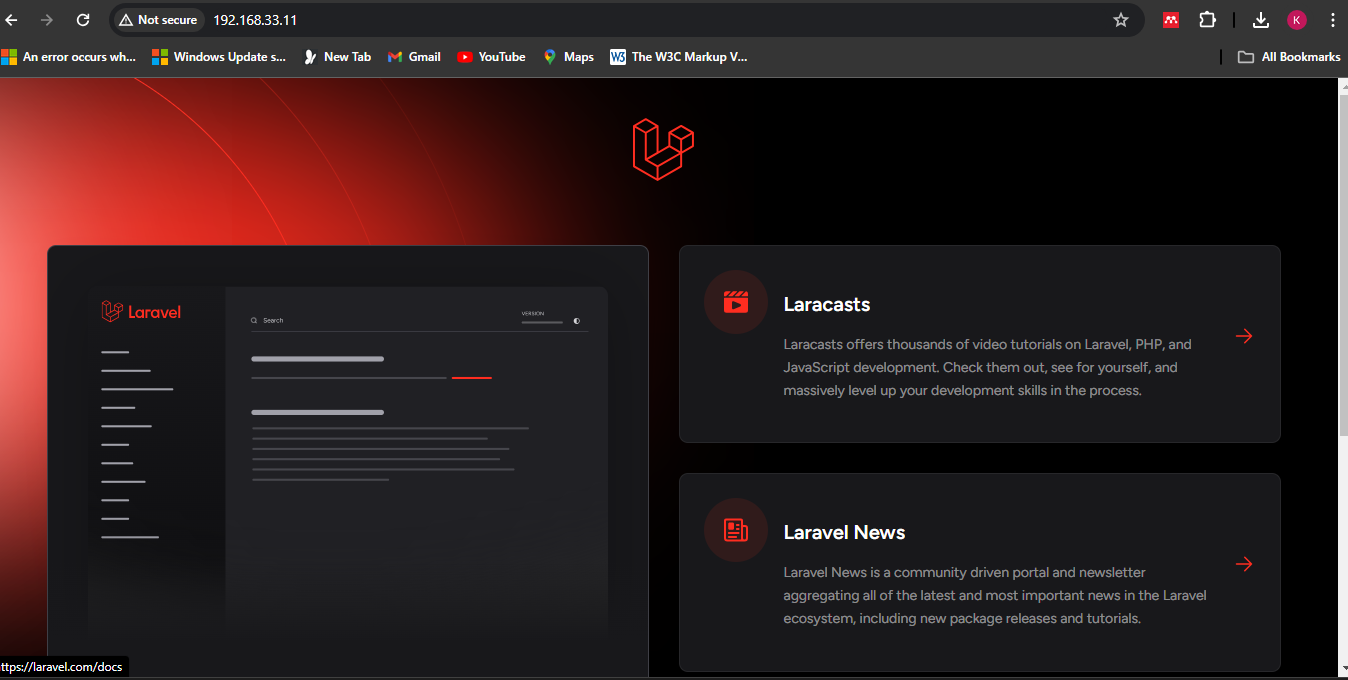 Not secure
192.168.33.11
K
An error occurs wh...
Windows Update s...
New Tab
Gmail
YouTube
Maps
W3
The W3C Markup V...
All Bookmarks
Laravel
Search
VERSION
Laracasts
Laracasts offers thousands of video tutorials on Laravel, PHP, and
JavaScript development. Check them out, see for yourself, and
massively level up your development skills in the process.
Laravel News
Laravel News is a community driven portal and newsletter
aggregating all of the latest and most important news in the Laravel
ecosystem, including new package releases and tutorials.
ttps://laravel.com/docs